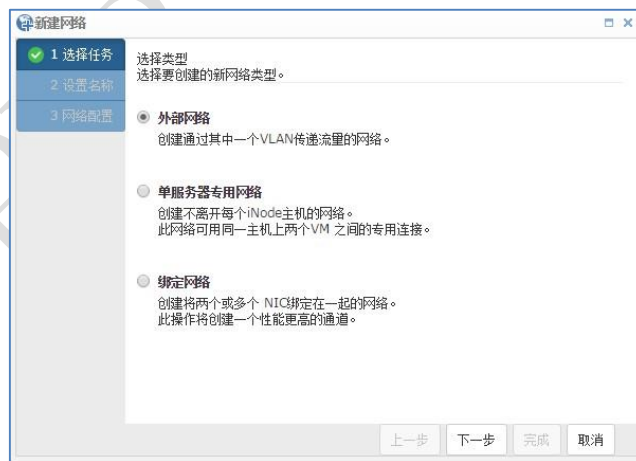 新建网络
1 选择任务
2 设置名称
3 网络配置
选择类型
选择要创建的新网络类型。
外部网络
创建通过其中一个VLAN传递流量的网络。
单服务器专用网络
创建不离开每个iNode主机的网络。
此网络可用同一主机上两个VM 之间的专用连接。
绑定网络
创建将两个或多个 NIC绑定在一起的网络。
此操作将创建一个性能更高的通道。
上一步 下一步 完成 取消